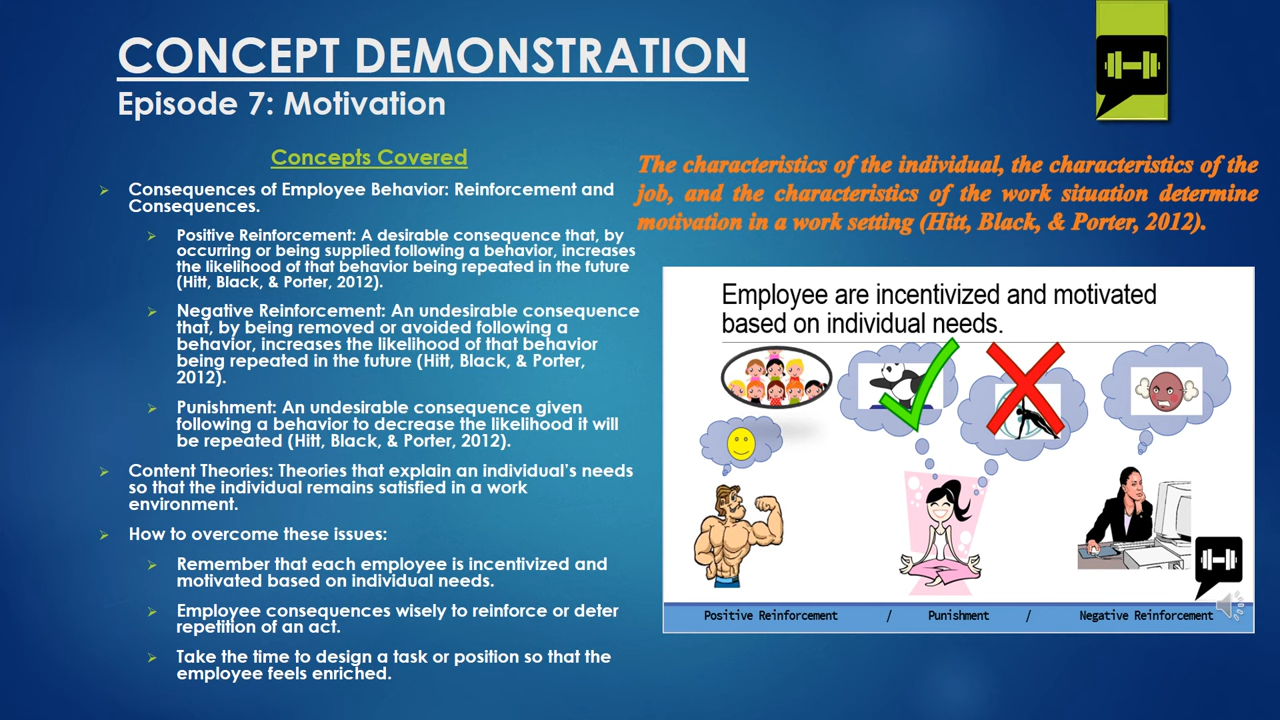 CONCEPT DEMONSTRATION
Episode 7: Motivation
Concepts Covered
Consequences of Employee Behavior: Reinforcement and
Consequences.
Positive Reinforcement: A desirable consequence that, by
occurring or being supplied following a behavior, increases
the likelihood of that behavior being repeated in the future
(Hitt, Black, & Porter, 2012).
Negative Reinforcement: An undesirable consequence
that, by being removed or avoided following a
behavior, increases the likelihood of that behavior
being repeated in the future (Hitt, Black, & Porter,
2012).
Punishment: An undesirable consequence given
following a behavior to decrease the likelihood it will
be repeated (Hitt, Black, & Porter, 2012).
Content Theories: Theories that explain an individual's needs
so that the individual remains satisfied in a work
environment.
How to overcome these issues:
Remember that each employee is incentivized and
motivated based on individual needs.
Employee consequences wisely to reinforce or deter
repetition of an act.
Take the time to design a task or position so that the
employee feels enriched.
The characteristics of the individual, the characteristics of the
job, and the characteristics of the work situation determine
motivation in a work setting (Hitt, Black, & Porter, 2012).
Employee are incentivized and motivated
based on individual needs.
Positive Reinforcement / Punishment / Negative Reinforcement